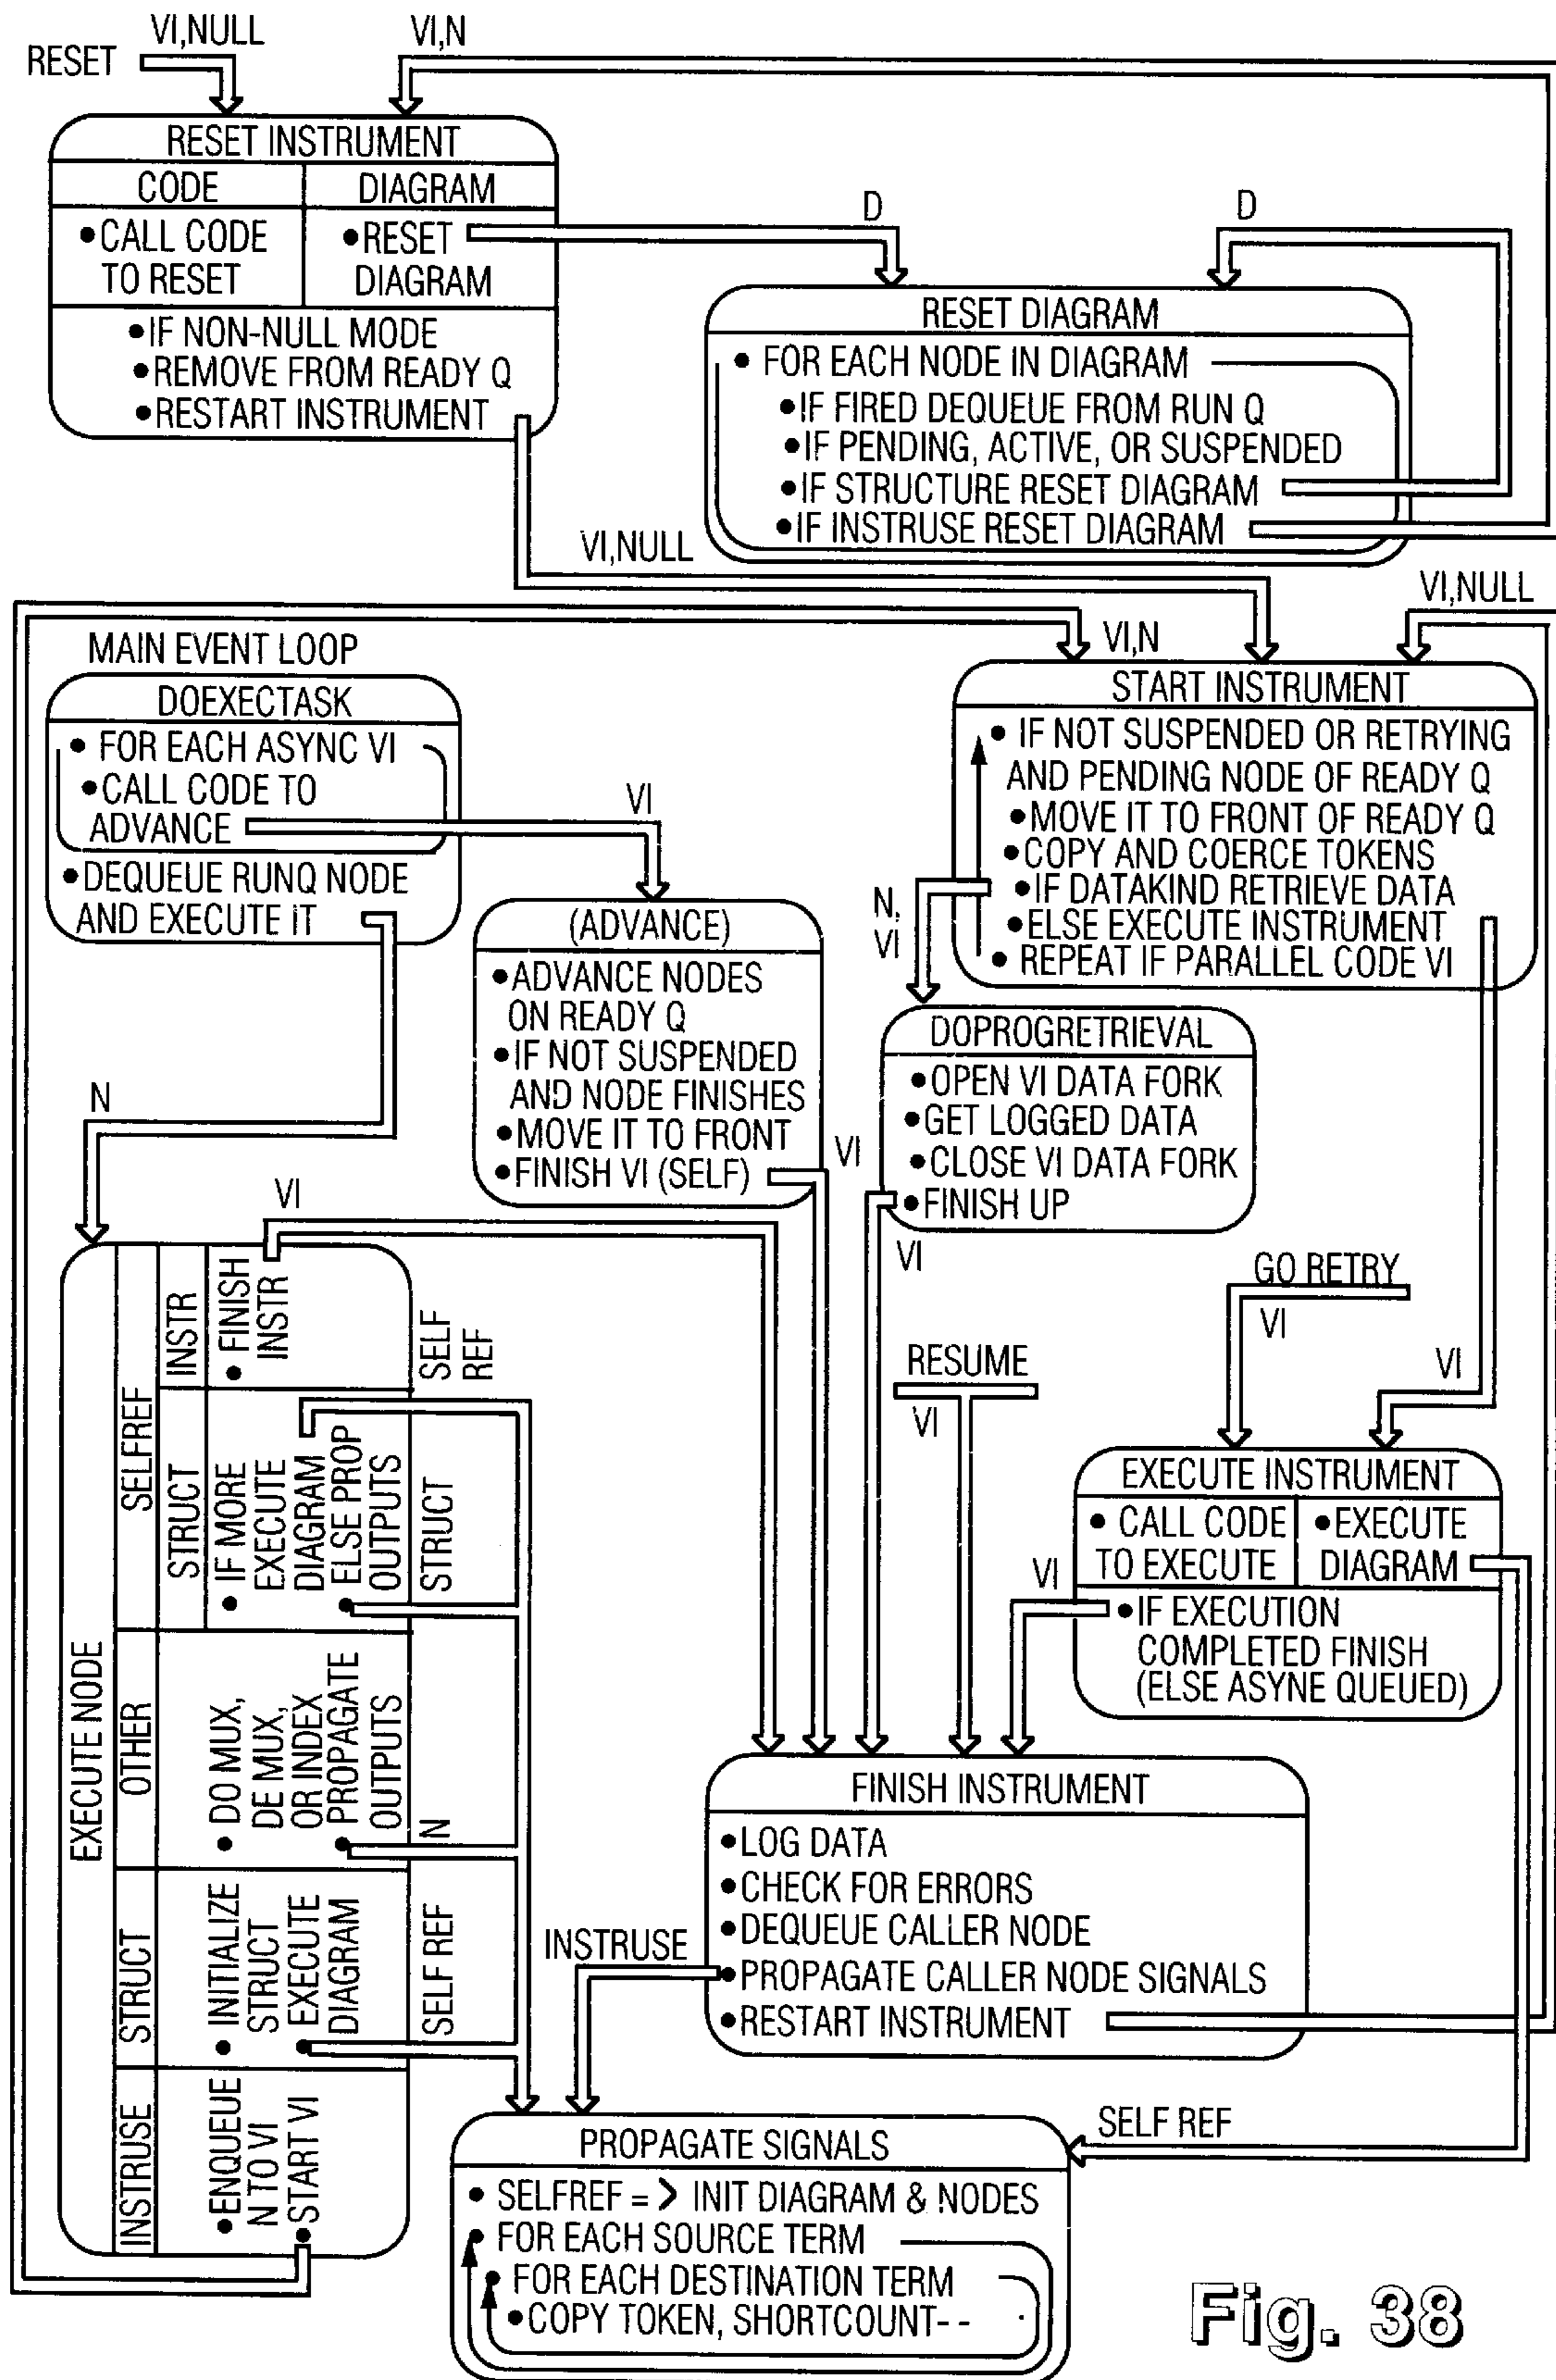 VI,NULL
VI,N
RESET
RESET INSTRUMENT
CODE
DIAGRAM
•CALL CODE
TO RESET
•RESET
DIAGRAM
•IF NON-NULL MODE
•REMOVE FROM READY Q
•RESTART INSTRUMENT
D
D
RESET DIAGRAM
• FOR EACH NODE IN DIAGRAM
•IF FIRED DEQUEUE FROM RUN Q
•IF PENDING, ACTIVE, OR SUSPENDED
•IF STRUCTURE RESET DIAGRAM
•IF INSTRUSE RESET DIAGRAM
VI,NULL
VI,NULL
VI,N
MAIN EVENT LOOP
DOEXECTASK
• FOR EACH ASYNC VI
•CALL CODE TO
ADVANCE
•DEQUEUE RUNQ NODE
AND EXECUTE IT
VI
START INSTRUMENT
• IF NOT SUSPENDED OR RETRYING
AND PENDING NODE OF READY Q
•MOVE IT TO FRONT OF READY Q
•COPY AND COERCE TOKENS
•IF DATAKIND RETRIEVE DATA
•ELSE EXECUTE INSTRUMENT
• REPEAT IF PARALLEL CODE VI
N,
VI
(ADVANCE)
•ADVANCE NODES
ON READY Q
•IF NOT SUSPENDED
AND NODE FINISHES
•MOVE IT TO FRONT
•FINISH VI (SELF)
VI
DOPROGRETRIEVAL
•OPEN VI DATA FORK
•GET LOGGED DATA
•CLOSE VI DATA FORK
•FINISH UP
VI
N
VI
GO RETRY
VI
RESUME
VI
VI
EXECUTE INSTRUMENT
• CALL CODE
TO EXECUTE
•EXECUTE
DIAGRAM
•IF EXECUTION
COMPLETED FINISH
(ELSE ASYNE QUEUED)
VI
EXECUTE NODE
SELFREF
INSTR
• FINISH
INSTR
SELF
REF
STRUCT
• IF MORE
EXECUTE
DIAGRAM
• ELSE PROP
OUTPUTS
STRUCT
OTHER
• DO MUX,
DE MUX,
OR INDEX
• PROPAGATE
OUTPUTS
N
STRUCT
• INITIALIZE
STRUCT
• EXECUTE
DIAGRAM
SELF REF
INSTRUSE
•ENQUEUE
N TO VI
•START VI
FINISH INSTRUMENT
•LOG DATA
•CHECK FOR ERRORS
•DEQUEUE CALLER NODE
•PROPAGATE CALLER NODE SIGNALS
•RESTART INSTRUMENT
INSTRUSE
SELF REF
PROPAGATE SIGNALS
• SELFREF = > INIT DIAGRAM & NODES
• FOR EACH SOURCE TERM
• FOR EACH DESTINATION TERM
•COPY TOKEN, SHORTCOUNT- -
Fig. 38